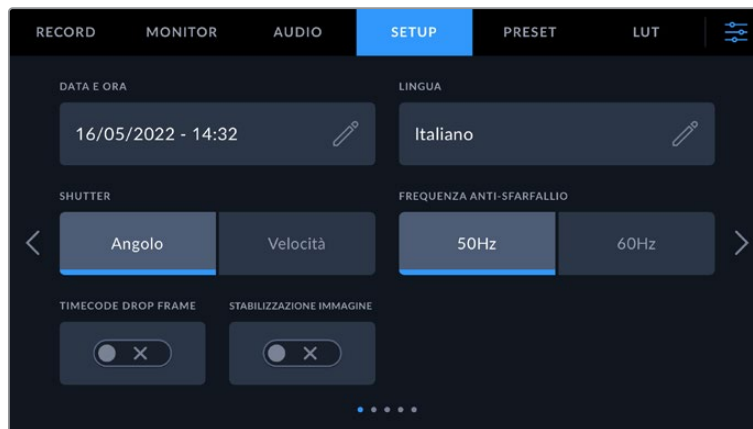 RECORD MONITOR AUDIO SETUP PRESET LUT
DATA E ORA LINGUA
16/05/2022 - 14:32 Italiano
SHUTTER FREQUENZA ANTI-SFARFALLIO
Angolo Velocità 50Hz 60Hz
TIMECODE DROP FRAME STABILIZZAZIONE IMMAGINE